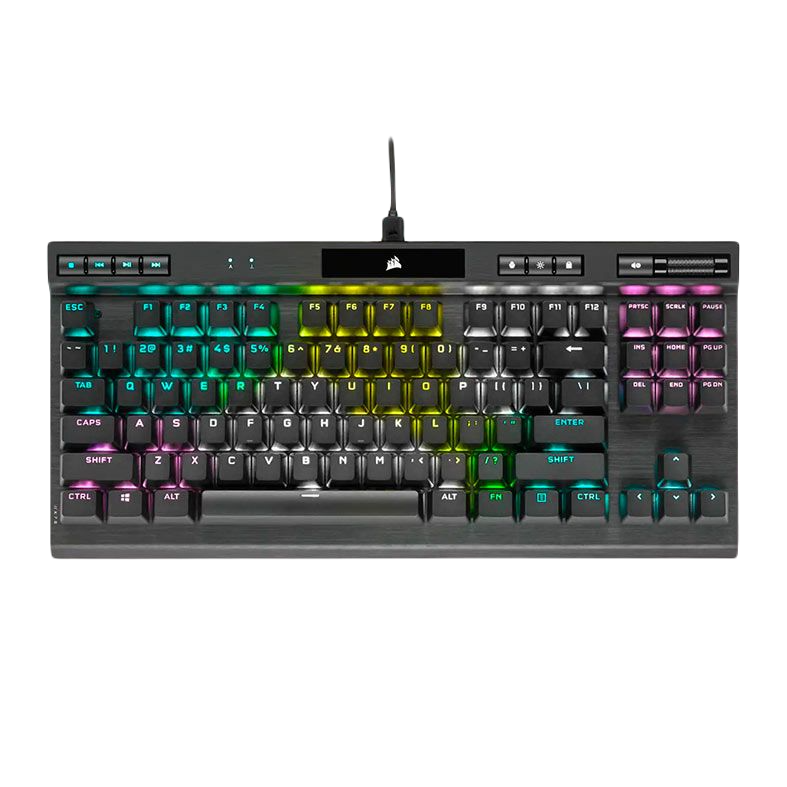 ESC F1 F2 F3 F4 F5 F6 F7 F8 F9 F10 F11 F12 PRTSC SCRLK PAUSE
1! 2@ 3# 4$ 5% 6^ 7& 8* 9( 0) -_ =+ INS HOME PG UP
TAB Q W E R T Y U I O P [{ ]} \| DEL END PG DN
CAPS A S D F G H J K L ;: '" ENTER
SHIFT Z X C V B N M ,< .> /? SHIFT
CTRL ALT ALT FN CTRL